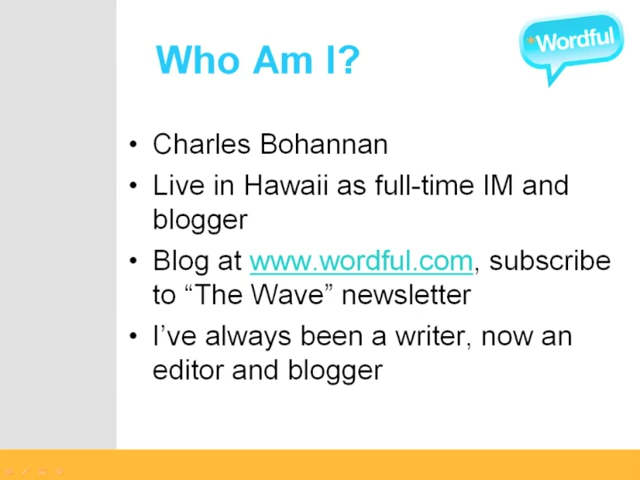 *Wordful
Who Am I?
• Charles Bohannan
• Live in Hawaii as full-time IM and
blogger
• Blog at www.wordful.com, subscribe
to “The Wave” newsletter
• I’ve always been a writer, now an
editor and blogger